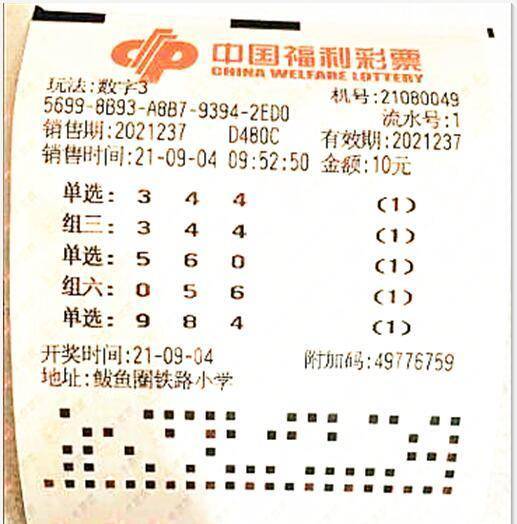 中国福利彩票
CHINA WELFARE LOTTERY
玩法:数字3 机号:21080049
5699-8B93-A8B7-9394-2ED0 流水号:1
销售期:2021237 D480C 有效期:2021237
销售时间:21-09-04 09:52:50 金额:10元
单选: 3 4 4 (1)
组三: 3 4 4 (1)
单选: 5 6 0 (1)
组六: 0 5 6 (1)
单选: 9 8 4 (1)
开奖时间:21-09-04 附加码:49776759
地址:鲅鱼圈铁路小学